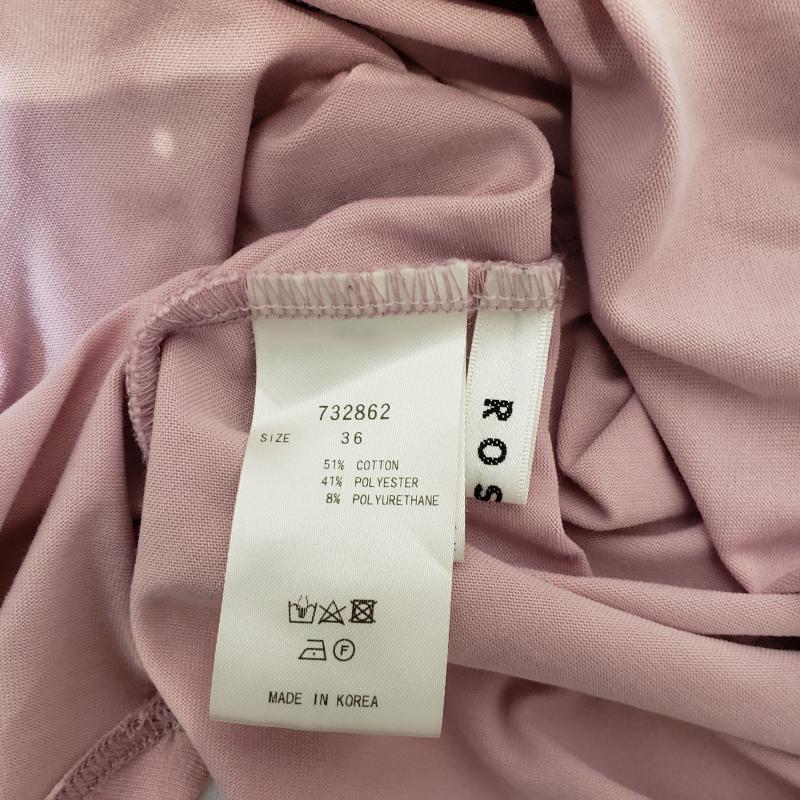 732862
SIZE 36
51% COTTON
41% POLYESTER
8% POLYURETHANE
F
MADE IN KOREA
ROS